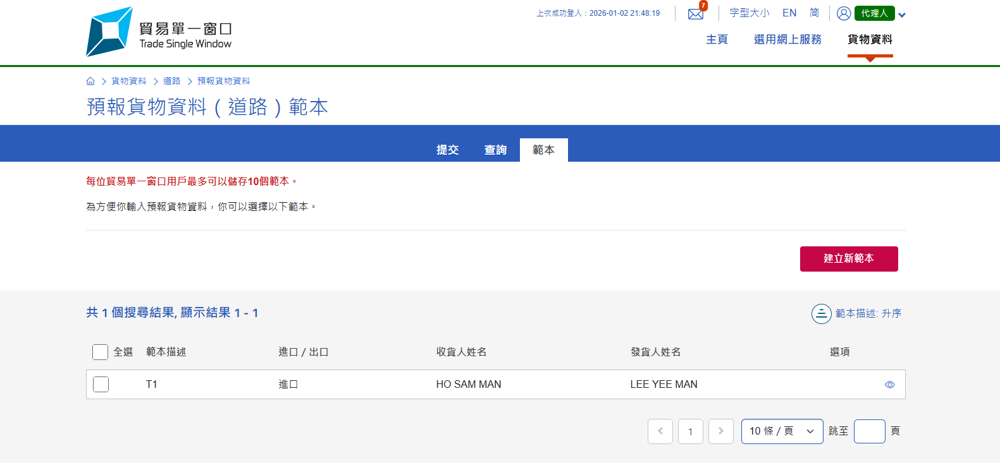 貿易單一窗口
Trade Single Window
上次成功登入：2026-01-02 21:48:19
7
字型大小
EN
简
代理人
主頁
選用網上服務
貨物資料
貨物資料 > 道路 > 預報貨物資料
預報貨物資料（道路）範本
提交
查詢
範本
每位貿易單一窗口用戶最多可以儲存10個範本。
為方便你輸入預報貨物資料，你可以選擇以下範本。
建立新範本
共 1 個搜尋結果, 顯示結果 1 - 1
範本描述: 升序
全選 範本描述 進口 / 出口 收貨人姓名 發貨人姓名 選項
T1 進口 HO SAM MAN LEE YEE MAN
1 10 條 / 頁 跳至 頁